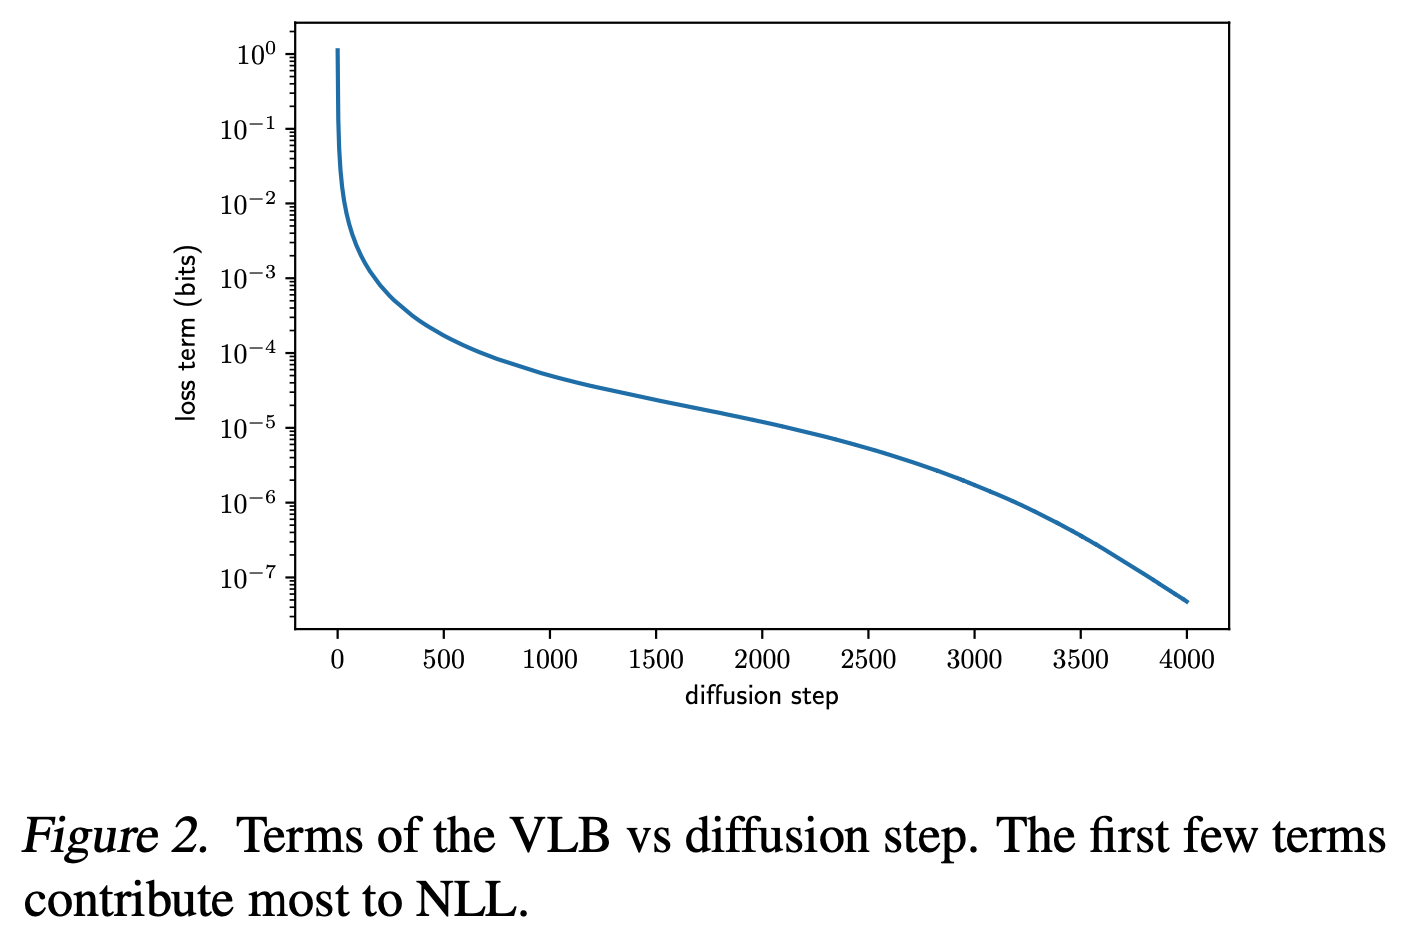 10⁰
10⁻¹
10⁻²
10⁻³
10⁻⁴
10⁻⁵
10⁻⁶
10⁻⁷
loss term (bits)
0 500 1000 1500 2000 2500 3000 3500 4000
diffusion step
Figure 2. Terms of the VLB vs diffusion step. The first few terms
contribute most to NLL.